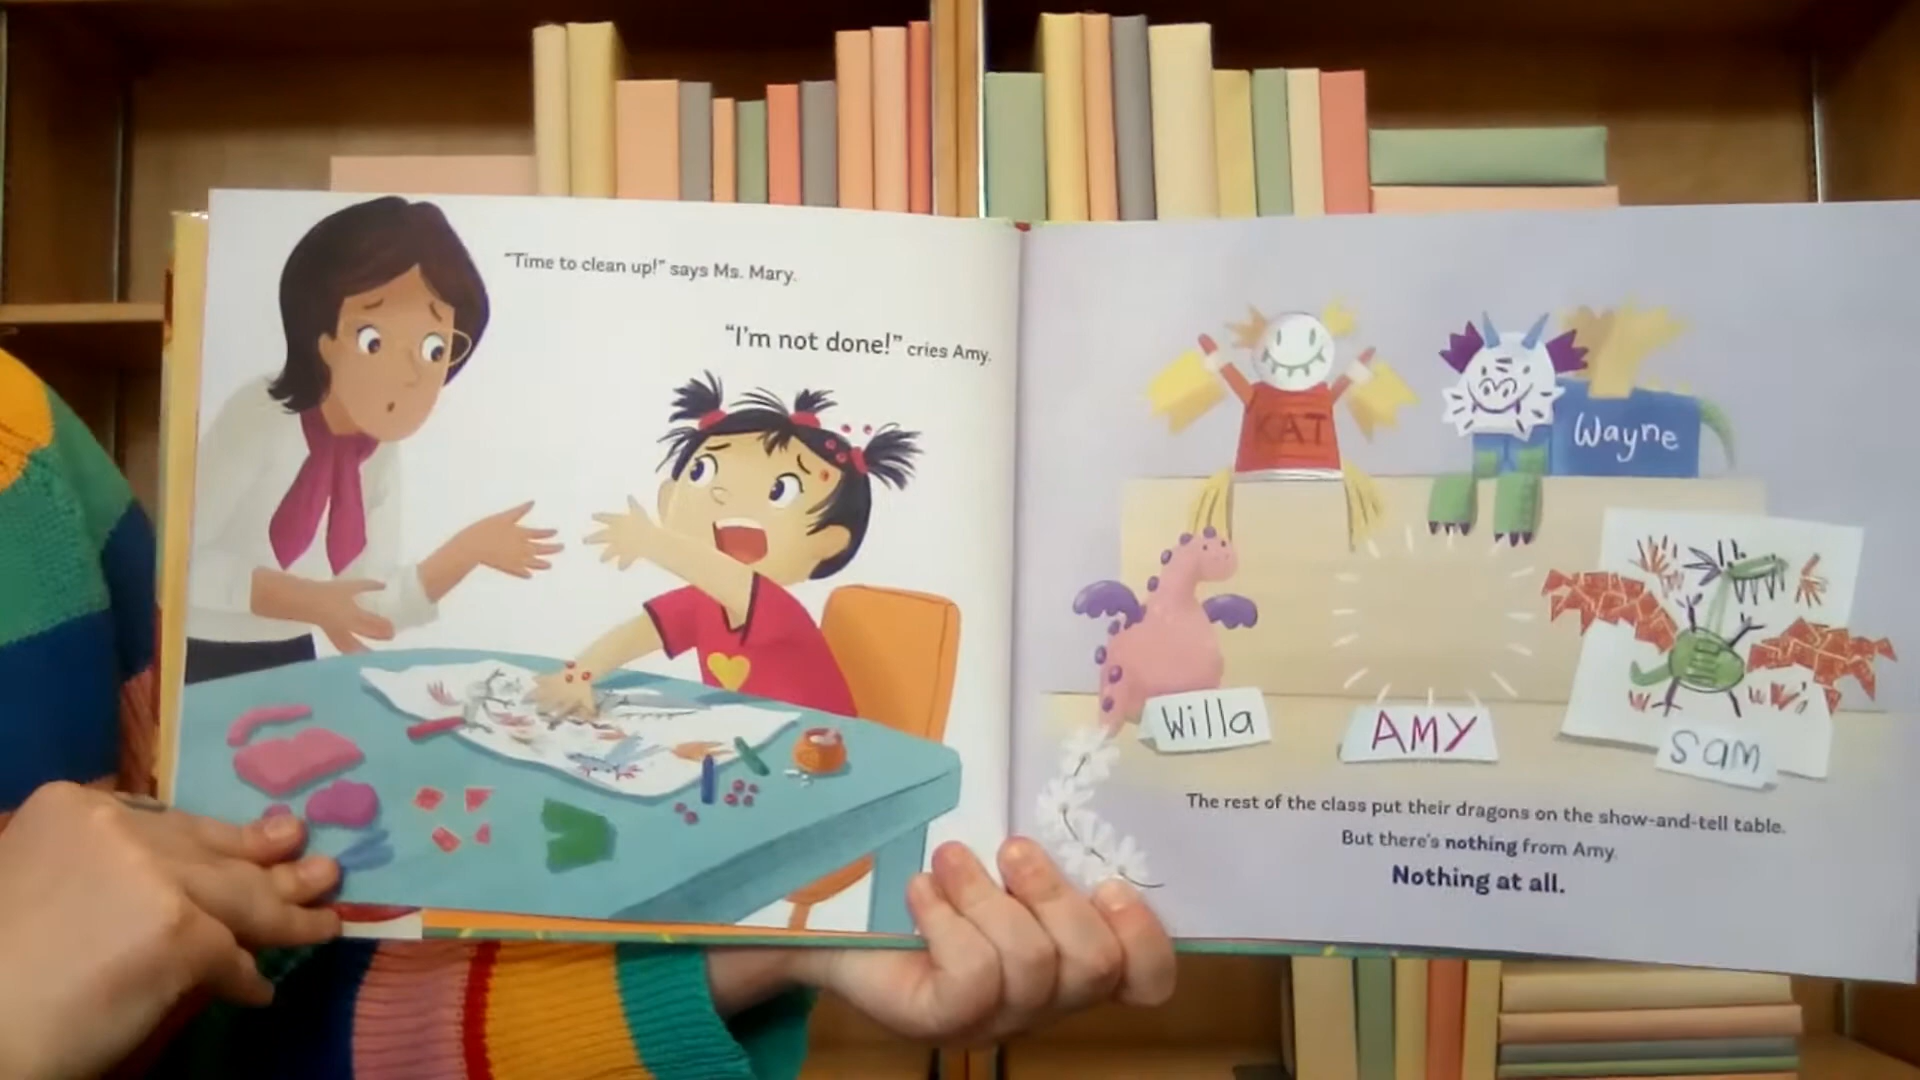 "Time to clean up!" says Ms. Mary.
"I'm not done!" cries Amy.
KAT
Wayne
Willa
AMY
Sam
The rest of the class put their dragons on the show-and-tell table.
But there's nothing from Amy.
Nothing at all.